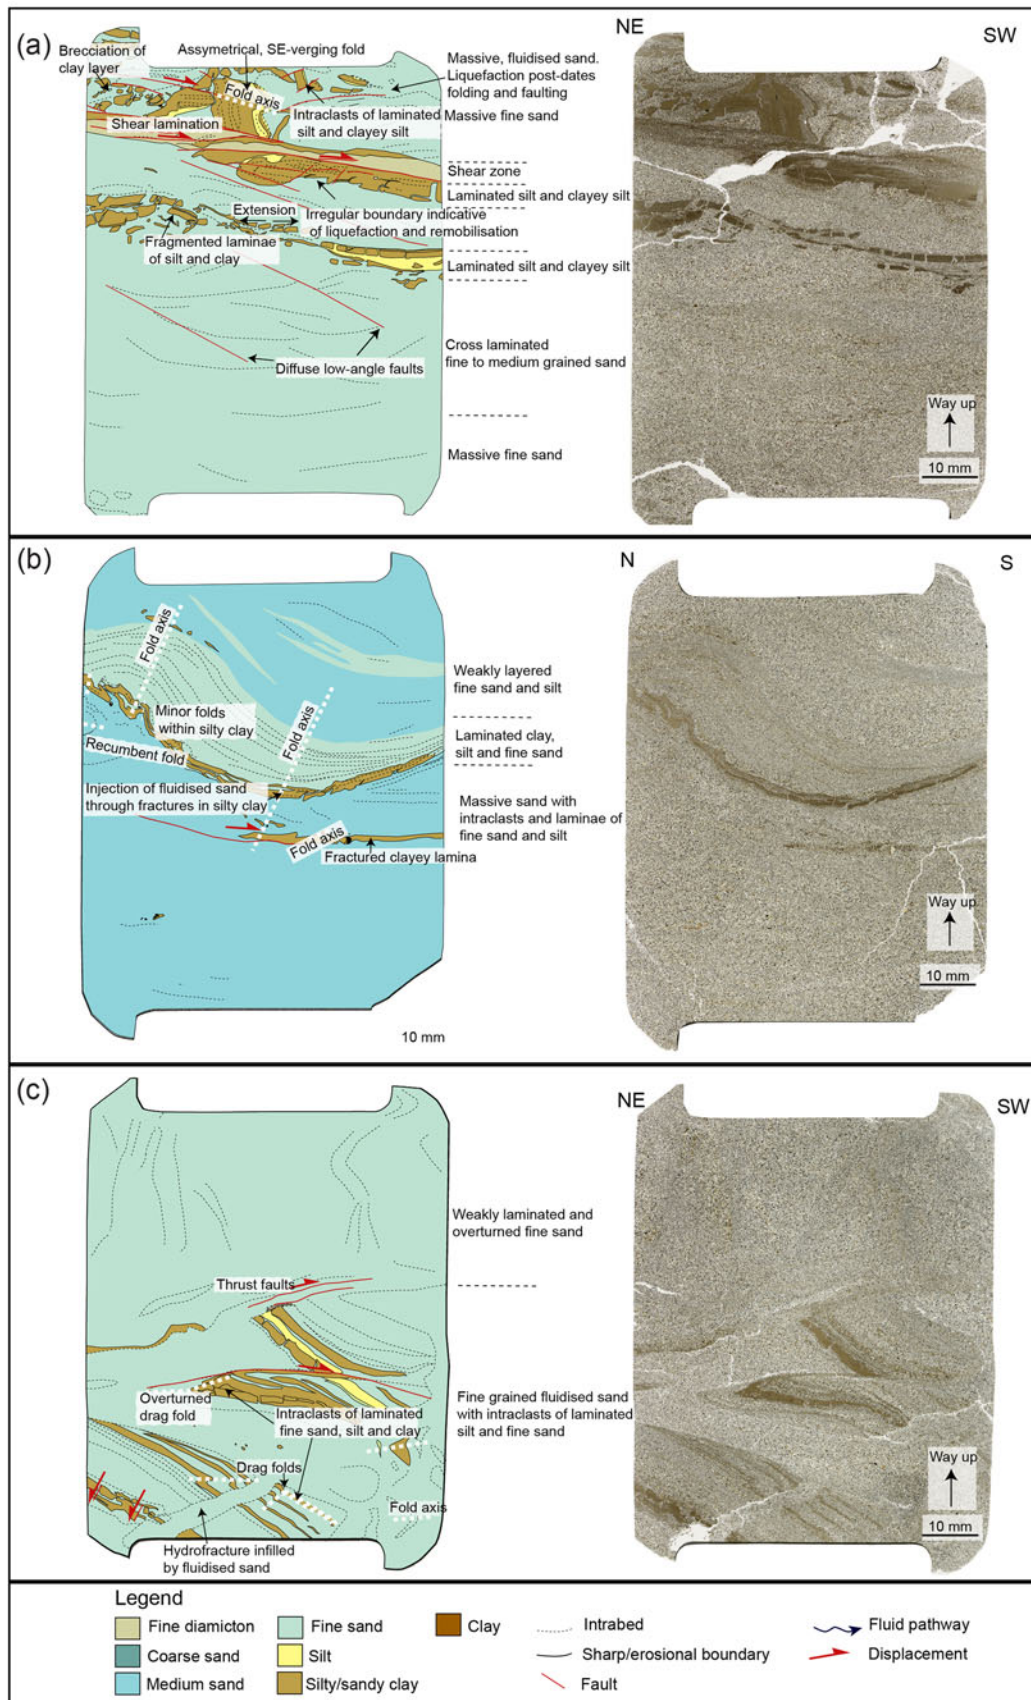 (a)
NE
SW
Brecciation of
clay layer
Assymetrical, SE-verging fold
Fold axis
Massive, fluidised sand.
Liquefaction post-dates
folding and faulting
Intraclasts of laminated
silt and clayey silt
Massive fine sand
Shear lamination
Shear zone
Laminated silt and clayey silt
Extension
Irregular boundary indicative
of liquefaction and remobilisation
Fragmented laminae
of silt and clay
Laminated silt and clayey silt
Cross laminated
fine to medium grained sand
Diffuse low-angle faults
Massive fine sand
Way up
10 mm
(b)
N
S
Fold axis
Weakly layered
fine sand and silt
Minor folds
within silty clay
Fold axis
Laminated clay,
silt and fine sand
Recumbent fold
Injection of fluidised sand
through fractures in silty clay
Massive sand with
intraclasts and laminae of
fine sand and silt
Fold axis
Fractured clayey lamina
Way up
10 mm
10 mm
(c)
NE
SW
Weakly laminated and
overturned fine sand
Thrust faults
Overturned
drag fold
Intraclasts of laminated
fine sand, silt and clay
Fine grained fluidised sand
with intraclasts of laminated
silt and fine sand
Drag folds
Fold axis
Hydrofracture infilled
by fluidised sand
Way up
10 mm
Legend
Fine diamicton
Fine sand
Clay
Intrabed
Fluid pathway
Coarse sand
Silt
Sharp/erosional boundary
Displacement
Medium sand
Silty/sandy clay
Fault